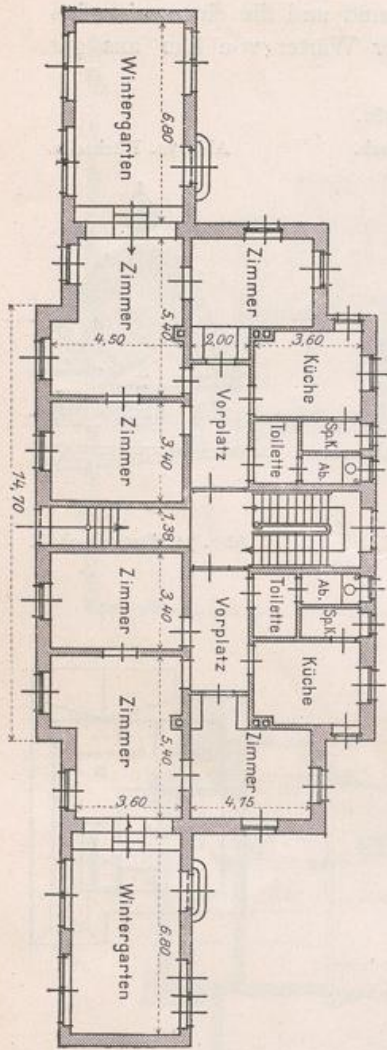 und die
Wintergarten
6,80
Zimmer
5,40
4,50
Zimmer
2,00
3,60
Küche
Vorplatz
Toilette
Sp.K.
Ab.
Zimmer
3,40
1,38
14,70
Zimmer
3,40
Vorplatz
Toilette
Ab.
Sp.K.
Küche
Zimmer
5,40
3,60
Zimmer
4,15
Wintergarten
6,80